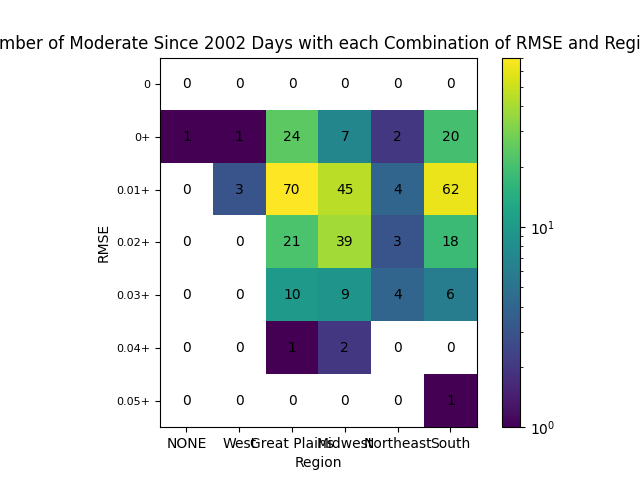 mber of Moderate Since 2002 Days with each Combination of RMSE and Regi
0 0 0 0 0 0 0
0+ 1 1 24 7 2 20
0.01+ 0 3 70 45 4 62
0.02+ 0 0 21 39 3 18
0.03+ 0 0 10 9 4 6
0.04+ 0 0 1 2 0 0
0.05+ 0 0 0 0 0 1
RMSE
NONE West Great Plains Midwest Northeast South
Region
10^1
10^0